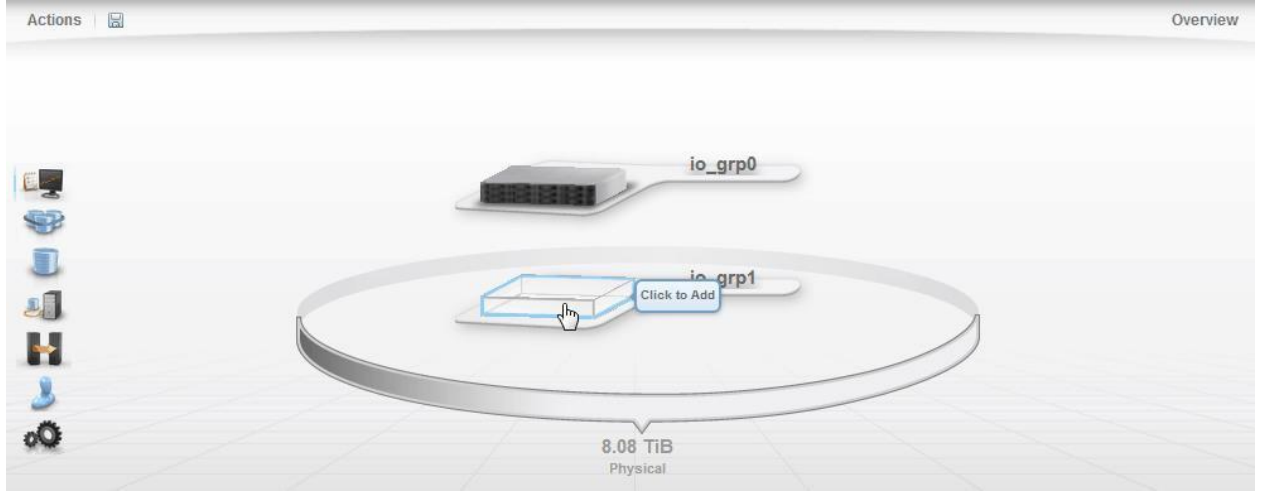 Actions
Overview
io_grp0
io_grp1
Click to Add
8.08 TiB
Physical